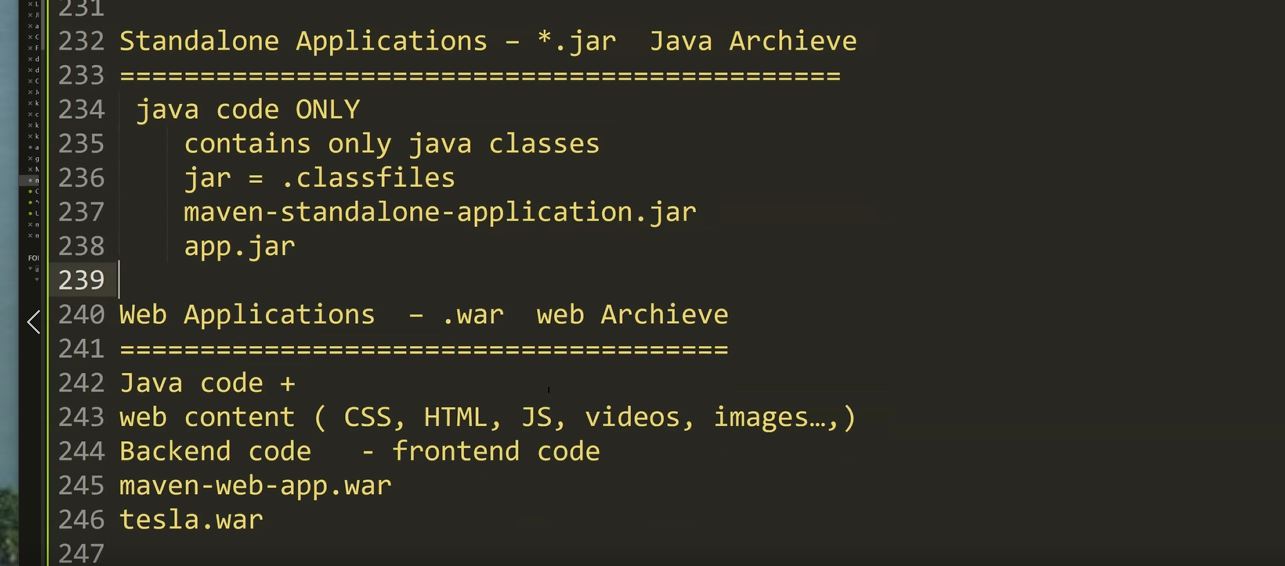 231
232 Standalone Applications – *.jar  Java Archieve
233 =============================================
234  java code ONLY
235     contains only java classes
236     jar = .classfiles
237     maven-standalone-application.jar
238     app.jar
239
240 Web Applications  – .war  web Archieve
241 ======================================
242 Java code +
243 web content ( CSS, HTML, JS, videos, images…,)
244 Backend code   - frontend code
245 maven-web-app.war
246 tesla.war
247